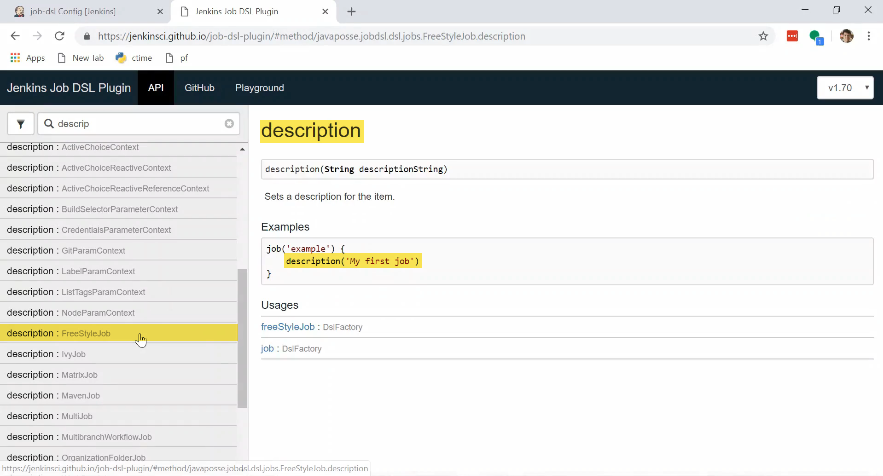 job-dsl Config [Jenkins]
Jenkins Job DSL Plugin
https://jenkinsci.github.io/job-dsl-plugin/#method/javaposse.jobdsl.dsl.jobs.FreeStyleJob.description
1
Apps
New Tab
ctime
pf
Jenkins Job DSL Plugin
API
GitHub
Playground
v1.70
descrip
description : ActiveChoiceContext
description : ActiveChoiceReactiveContext
description : ActiveChoiceReactiveReferenceContext
description : BuildSelectorParameterContext
description : CredentialsParameterContext
description : GitParamContext
description : LabelParamContext
description : ListTagsParamContext
description : NodeParamContext
description : FreeStyleJob
description : IvyJob
description : MatrixJob
description : MavenJob
description : MultiJob
description : MultibranchWorkflowJob
description : OrganizationFolderJob
description
description(String descriptionString)
Sets a description for the item.
Examples
job('example') {
description('My first job')
}
Usages
freeStyleJob : DslFactory
job : DslFactory
https://jenkinsci.github.io/job-dsl-plugin/#method/javaposse.jobdsl.dsl.jobs.FreeStyleJob.description